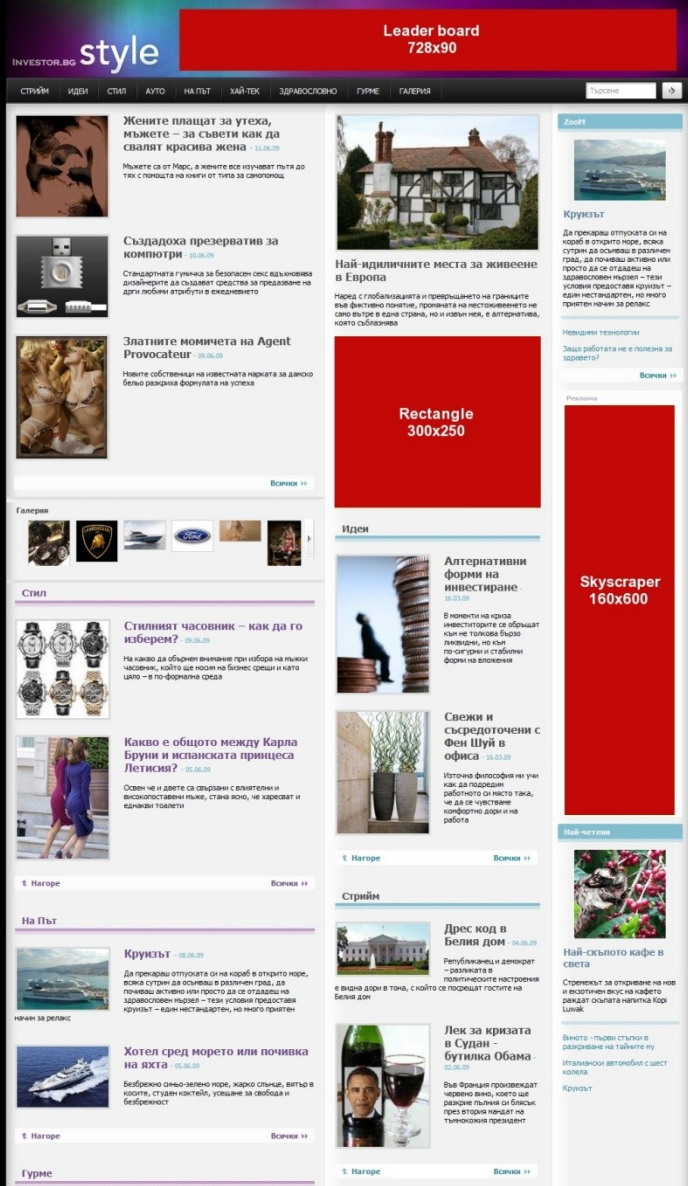 Leader board
728x90
INVESTOR.BG style
СТРИЙМ ИДЕИ СТИЛ АУТО НА ПЪТ ХАЙ-ТЕК ЗДРАВОСЛОВНО ГУРМЕ ГАЛЕРИЯ
Търсене
Жените плащат за утеха,
мъжете – за съвети как да
свалят красива жена - 11.06.09
Мъжете са от Марс, а жените все изучават пътя до
тях с помощта на книги от типа за самопомощ
Създадоха презерватив за
компютри - 10.06.09
Стандартната гумичка за безопасен секс вдъхновява
дизайнерите да създават средства за предазване на
дрги любими атрибути в ежедневието
Златните момичета на Agent
Provocateur - 09.06.09
Новите собственици на известната марката за дамско
бельо разкриха формулата на успеха
Всички ››
Галерия
Ford
Стил
Стилният часовник – как да го
изберем? - 09.06.09
На какво да обърнем внимание при избора на мъжки
часовник, който ще носим на бизнес срещи и като
цяло – в по-формална среда
Какво е общото между Карла
Бруни и испанската принцеса
Летисия? - 05.06.09
Освен че и двете са свързани с влиятелни и
високопоставени мъже, стана ясно, че харесват и
еднакви тоалети
t Нагоре Всички ››
На Път
Круизът - 08.06.09
Да прекараш отпуската си на кораб в открито море,
всяка сутрин да осъмваш в различен град, да
почиваш активно или просто да се отдадеш на
здравословен мързел – тези условия предоставя
круизът – един нестандартен, но много приятен
начин за релакс
Хотел сред морето или почивка
на яхта - 05.06.09
Безбрежно синьо-зелено море, жарко слънце, вятър в
косите, студен коктейл, усещане за свобода и
безбрежност
t Нагоре Всички ››
Гурме
Най-идиличните места за живеене
в Европа
Наред с глобализацията и превръщането на границите
във фиктивно понятие, промяната на местоживеенето не
само вътре в една страна, но и извън нея, е алтернатива,
която съблазнява
Rectangle
300x250
Идеи
Алтернативни
форми на
инвестиране -
16.03.09
В моменти на криза
инвеститорите се обръщат
към не толкова бързо
ликвидни, но към
по-сигурни и стабилни
форми на вложения
Свежи и
съсредоточени с
Фен Шуй в
офиса - 16.03.09
Източна философия ни учи
как да подредим
работното си място така,
че да се чувстваме
комфортно дори и на
работа
t Нагоре Всички ››
Стрийм
Дрес код в
Белия дом - 04.06.09
Републиканец и демократ
– разликата в
политическите настроения
е видна дори в тона, с който се посрещат гостите на
Белия дом
Лек за кризата
в Судан -
бутилка Обама -
02.06.09
Във Франция произвеждат
червено вино, което ще
разкрие пълния си блясък
през втория мандат на
тъмнокожия президент
t Нагоре Всички ››
ZooM
Круизът
Да прекараш отпуската си на
кораб в открито море, всяка
сутрин да осъмваш в различен
град, да почиваш активно или
просто да се отдадеш на
здравословен мързел – тези
условия предоставя круизът –
един нестандартен, но много
приятен начин за релакс
Невидими технологии
Защо работата не е полезна за
здравето?
Всички ››
Реклама
Skyscraper
160x600
Най-четени
Най-скъпото кафе в
света
Стремежът за откриване на нов
и екзотичен вкус на кафето
раждат скъпата напитка Kopi
Luwak
Виното - първи стъпки в
разкриване на тайните му
Италиански автомобил с шест
колела
Круизът